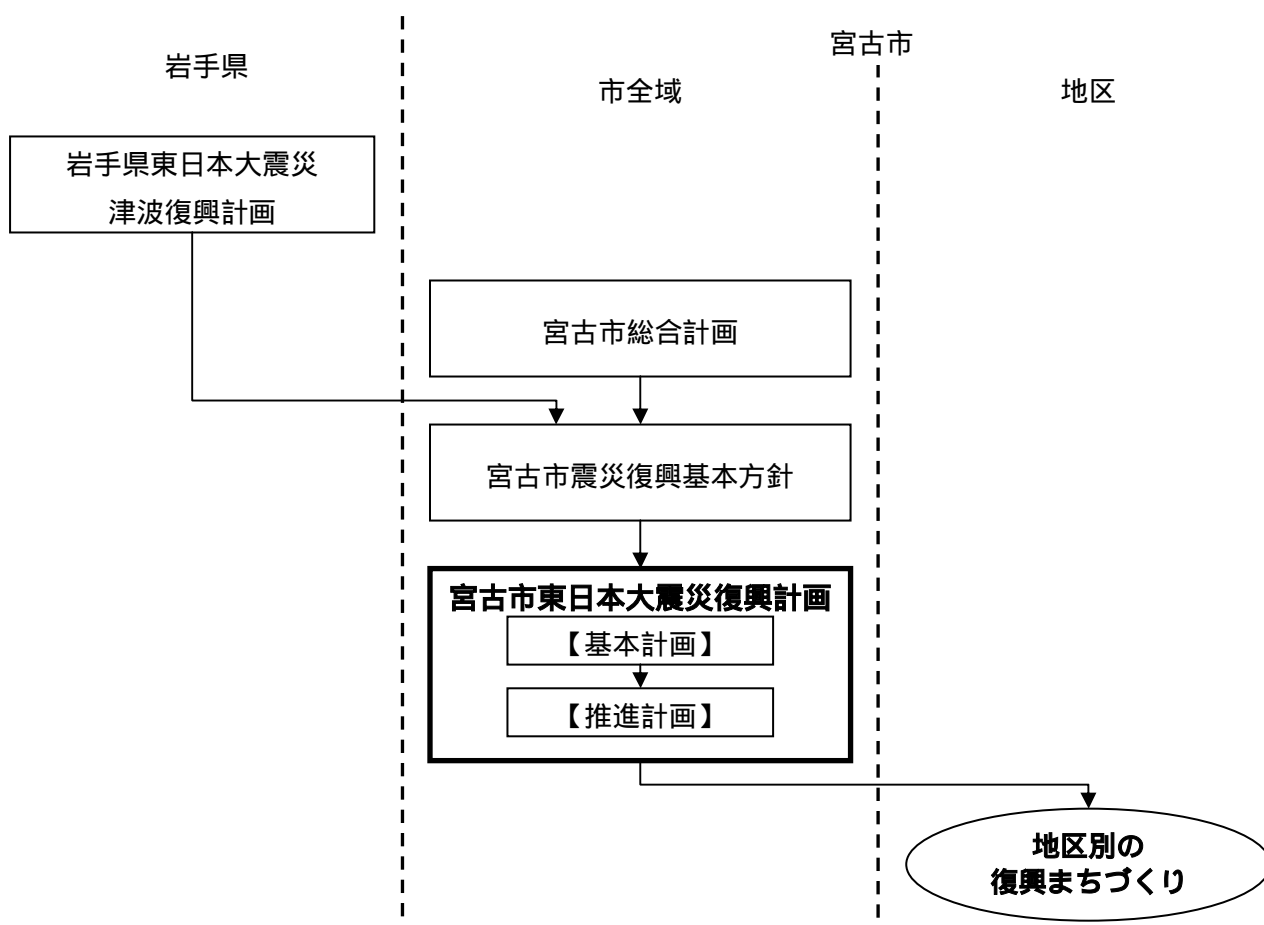 宮古市
岩手県
市全域
地区
岩手県東日本大震災
津波復興計画
宮古市総合計画
宮古市震災復興基本方針
宮古市東日本大震災復興計画
【基本計画】
【推進計画】
地区別の
復興まちづくり